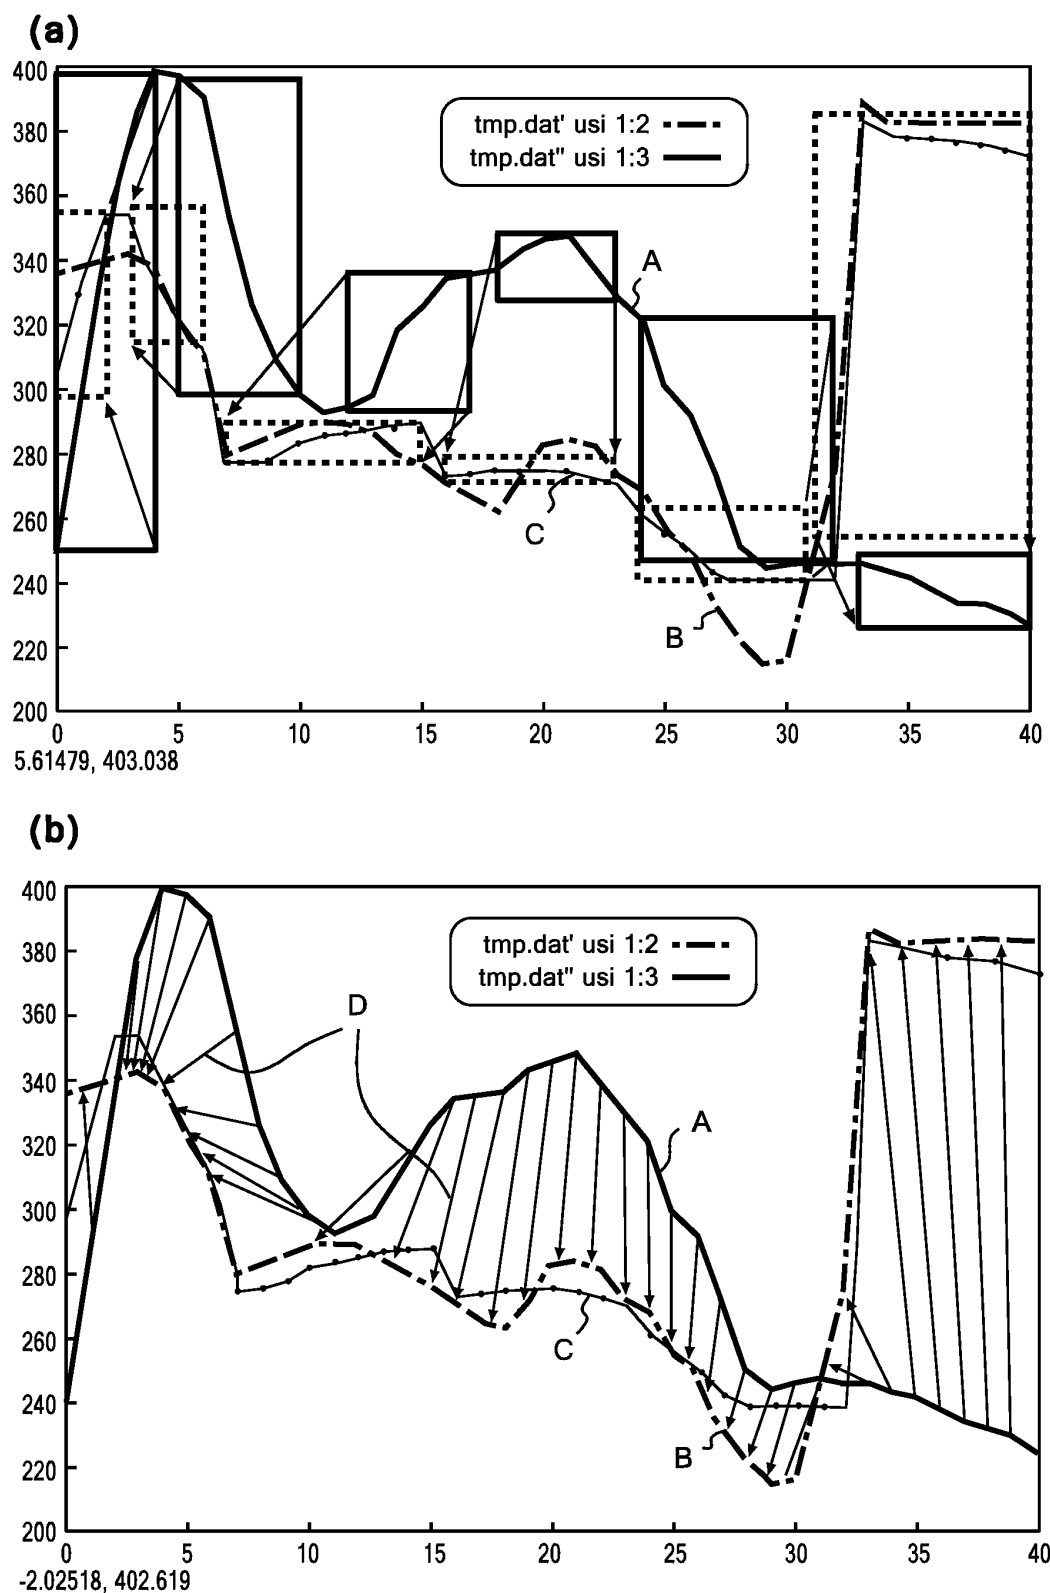 (a)
400
380
360
340
320
300
280
260
240
220
200
tmp.dat' usi 1:2
tmp.dat'' usi 1:3
A
C
B
0 5 10 15 20 25 30 35 40
5.61479, 403.038
(b)
400
380
360
340
320
300
280
260
240
220
200
tmp.dat' usi 1:2
tmp.dat'' usi 1:3
D
A
C
B
0 5 10 15 20 25 30 35 40
-2.02518, 402.619